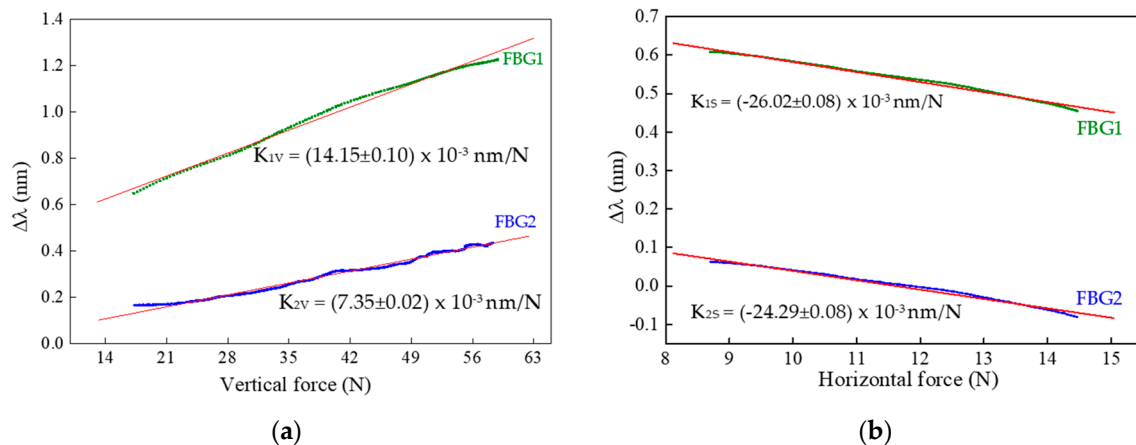 1.4
1.2
1.0
0.8
0.6
0.4
0.2
0.0
Δλ (nm)
FBG1
K1V = (14.15±0.10) x 10-3 nm/N
FBG2
K2V = (7.35±0.02) x 10-3 nm/N
14 21 28 35 42 49 56 63
Vertical force (N)
(a)
0.7
0.6
0.5
0.4
0.3
0.2
0.1
0.0
-0.1
Δλ (nm)
K1S = (-26.02±0.08) x 10-3 nm/N
FBG1
FBG2
K2S = (-24.29±0.08) x 10-3 nm/N
8 9 10 11 12 13 14 15
Horizontal force (N)
(b)